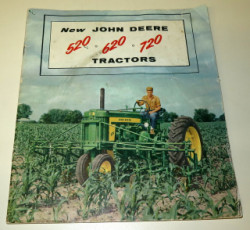 New JOHN DEERE
520 - 620 - 720
TRACTORS